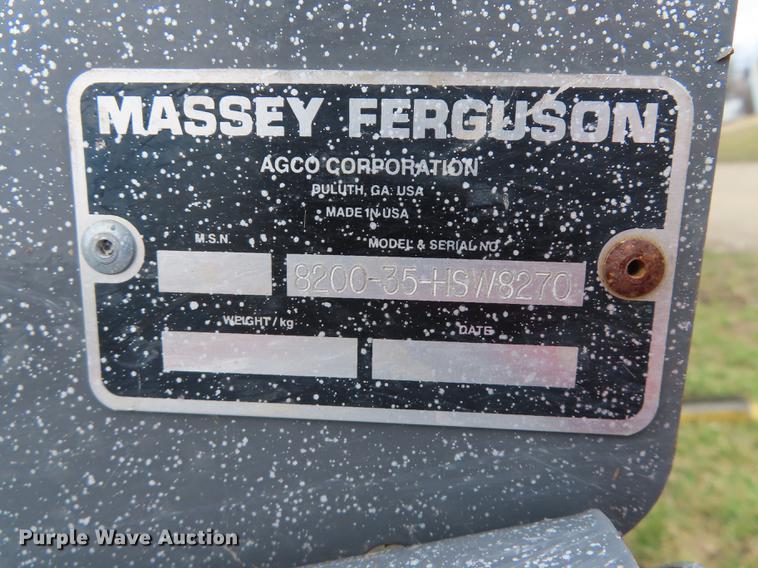 MASSEY FERGUSON
AGCO CORPORATION
DULUTH, GA. USA
MADE IN USA
M.S.N.
MODEL & SERIAL NO.
8200-35-HSW8270
WEIGHT / kg
DATE
Purple Wave Auction